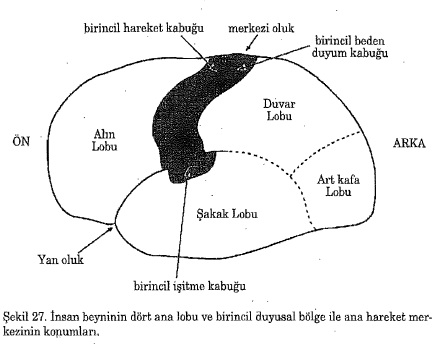 birincil hareket kabuğu
merkezi oluk
birincil beden
duyum kabuğu
Duvar
Lobu
Alın
Lobu
ÖN
ARKA
Art kafa
Lobu
Şakak Lobu
Yan oluk
birincil işitme kabuğu
Şekil 27. İnsan beyninin dört ana lobu ve birincil duyusal bölge ile ana hareket mer-
kezinin konumları.